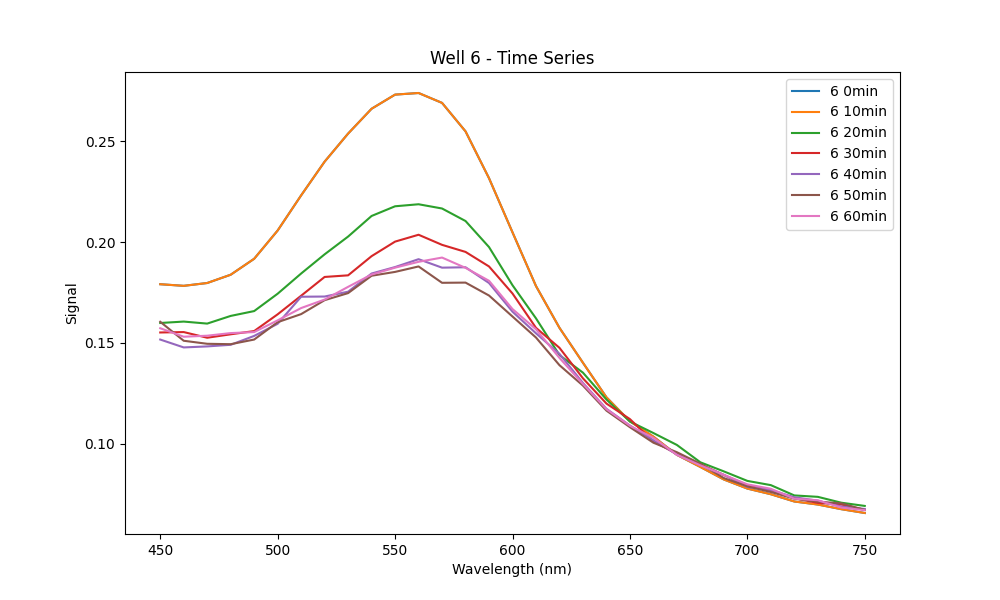 Well 6 - Time Series
6 0min
6 10min
6 20min
6 30min
6 40min
6 50min
6 60min
Signal
0.25
0.20
0.15
0.10
450 500 550 600 650 700 750
Wavelength (nm)